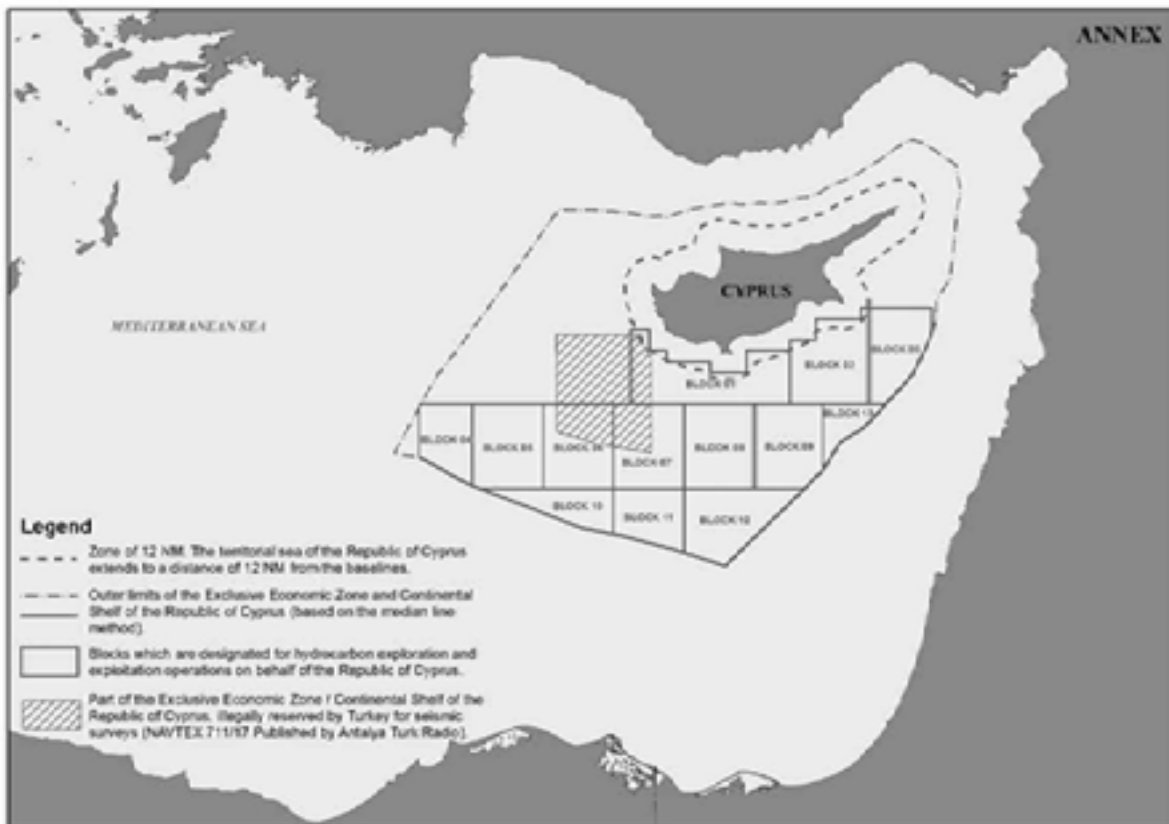 ANNEX
CYPRUS
MEDITERRANEAN SEA
BLOCK 03
BLOCK 02
BLOCK 01
BLOCK 13
BLOCK 04
BLOCK 05
BLOCK 06
BLOCK 07
BLOCK 08
BLOCK 09
BLOCK 10
BLOCK 11
BLOCK 12
Legend
Zone of 12 NM: The territorial sea of the Republic of Cyprus
extends to a distance of 12 NM from the baselines.
Outer limits of the Exclusive Economic Zone and Continental
Shelf of the Republic of Cyprus (based on the median line
method).
Blocks which are designated for hydrocarbon exploration and
exploitation operations on behalf of the Republic of Cyprus.
Part of the Exclusive Economic Zone / Continental Shelf of the
Republic of Cyprus, illegally reserved by Turkey for seismic
surveys (NAVTEX 711/17 Published by Antalya Turk Radio).